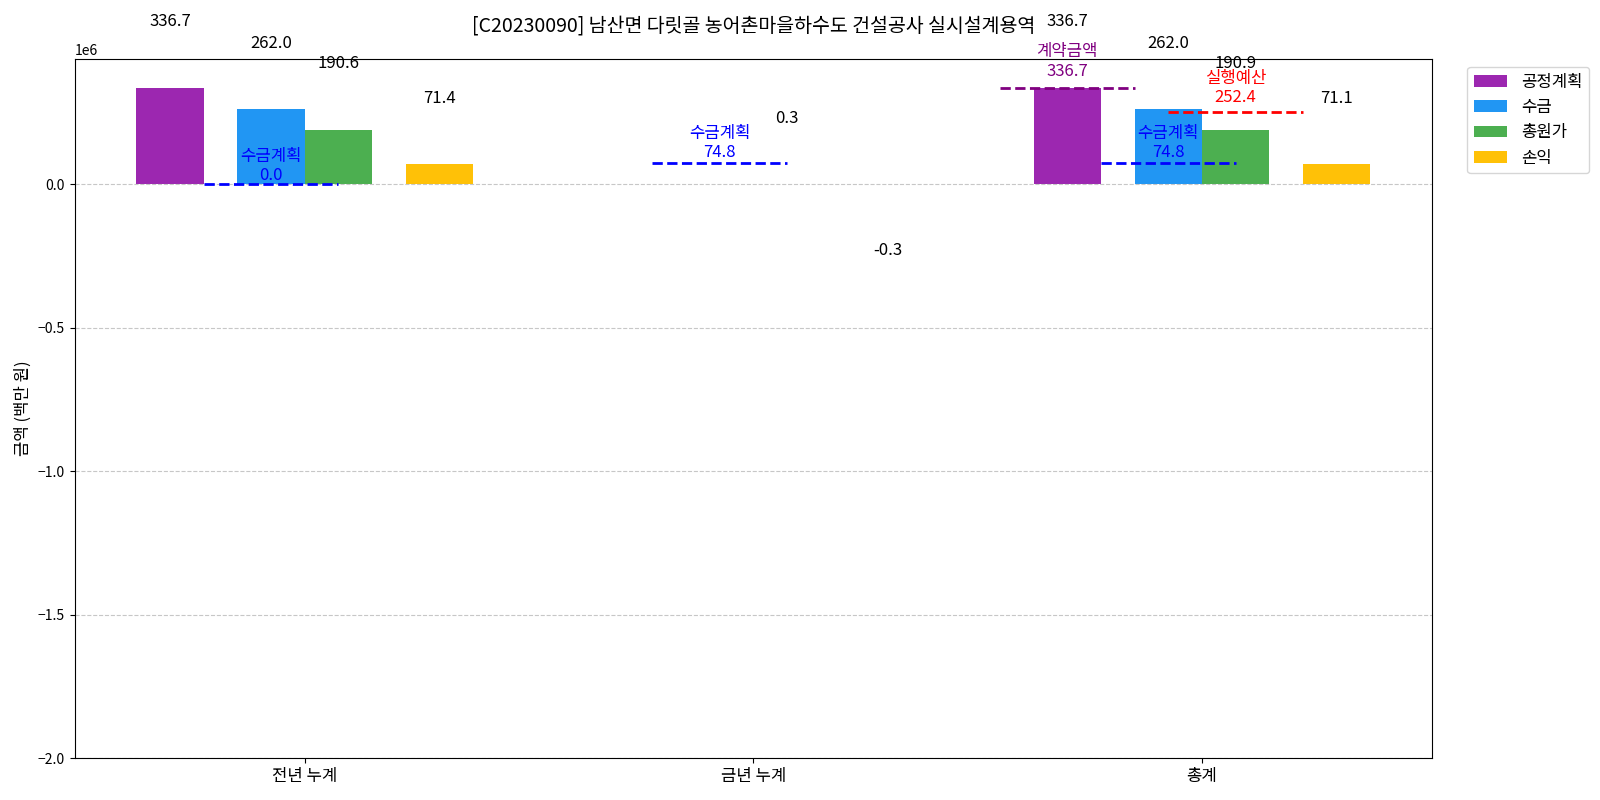 [C20230090] 남산면 다릿골 농어촌마을하수도 건설공사 실시설계용역
1e6
금액 (백만 원)
0.0
−0.5
−1.0
−1.5
−2.0
336.7
262.0
190.6
71.4
수금계획
0.0
수금계획
74.8
0.3
-0.3
336.7
계약금액
336.7
262.0
190.9
실행예산
252.4
71.1
수금계획
74.8
전년 누계
금년 누계
총계
공정계획
수금
총원가
손익